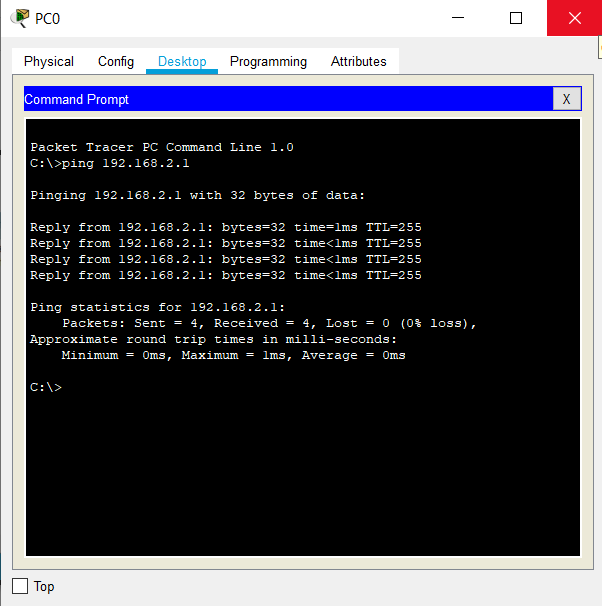 PC0
Physical Config Desktop Programming Attributes
Command Prompt
X
Packet Tracer PC Command Line 1.0
C:\>ping 192.168.2.1
Pinging 192.168.2.1 with 32 bytes of data:
Reply from 192.168.2.1: bytes=32 time=1ms TTL=255
Reply from 192.168.2.1: bytes=32 time<1ms TTL=255
Reply from 192.168.2.1: bytes=32 time<1ms TTL=255
Reply from 192.168.2.1: bytes=32 time<1ms TTL=255
Ping statistics for 192.168.2.1:
Packets: Sent = 4, Received = 4, Lost = 0 (0% loss),
Approximate round trip times in milli-seconds:
Minimum = 0ms, Maximum = 1ms, Average = 0ms
C:\>
Top